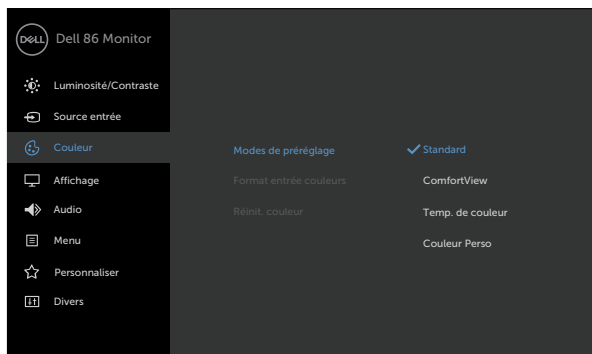 DELL
Dell 86 Monitor
Luminosité/Contraste
Source entrée
Couleur
Modes de préréglage
Standard
Affichage
Format entrée couleurs
ComfortView
Audio
Réinit. couleur
Temp. de couleur
Menu
Couleur Perso
Personnaliser
Divers